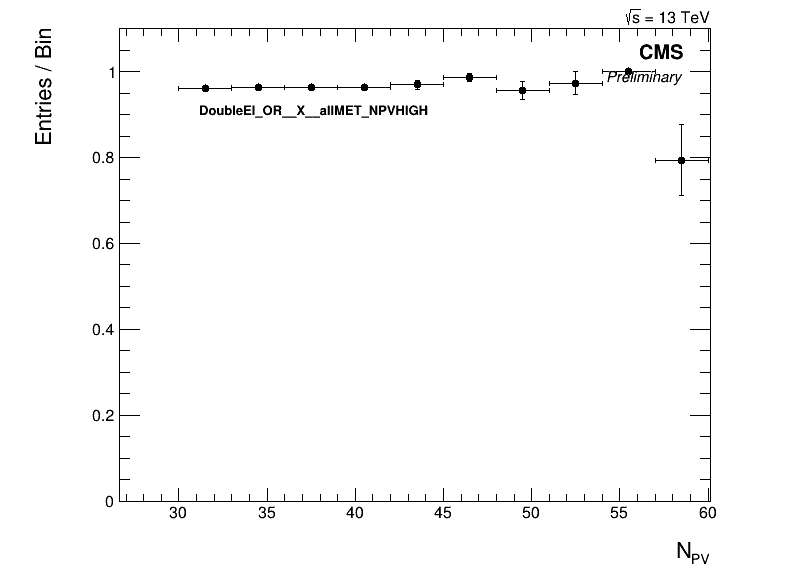 √s = 13 TeV
CMS
Preliminary
Entries / Bin
DoubleEl_OR__X__allMET_NPVHIGH
1
0.8
0.6
0.4
0.2
0
30 35 40 45 50 55 60
N_PV